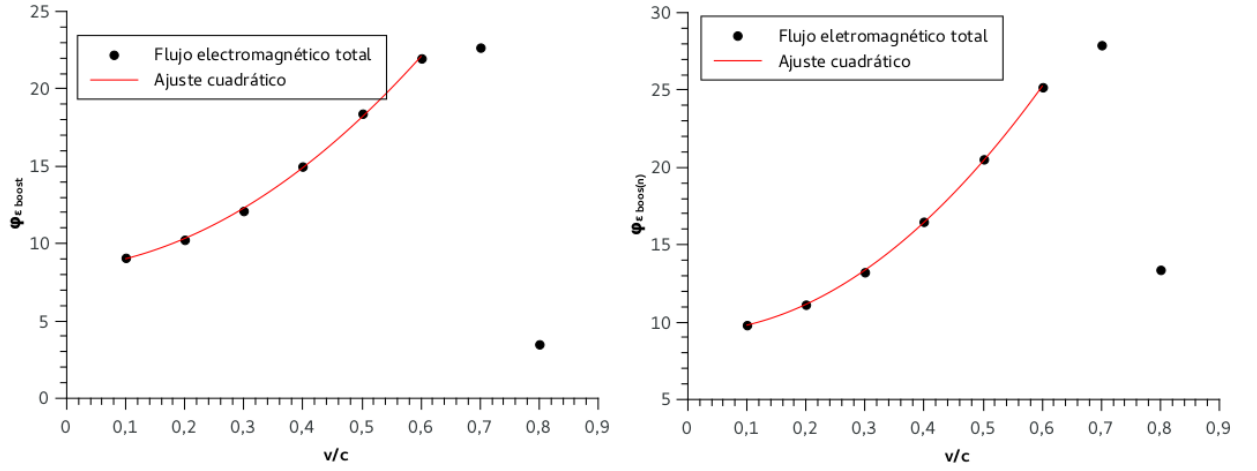 25
20
15
10
5
0
Flujo electromagnético total
Ajuste cuadrático
φε boost
0 0,1 0,2 0,3 0,4 0,5 0,6 0,7 0,8 0,9
v/c
30
25
20
15
10
5
Flujo eletromagnético total
Ajuste cuadrático
φε boos(n)
0 0,1 0,2 0,3 0,4 0,5 0,6 0,7 0,8 0,9
v/c